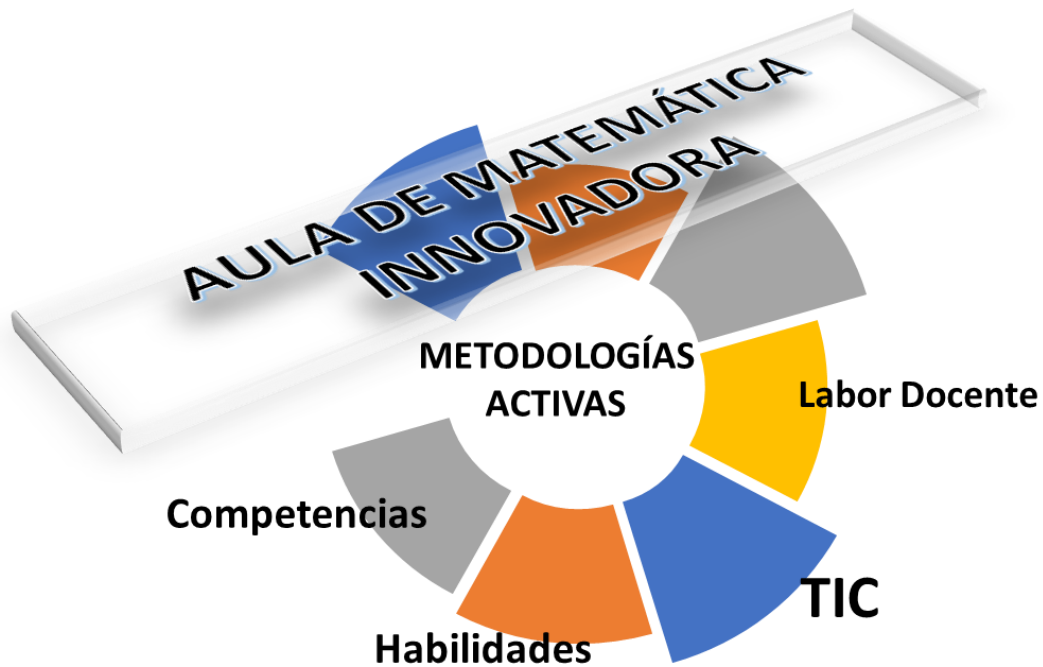 AULA DE MATEMÁTICA
INNOVADORA
METODOLOGÍAS
ACTIVAS
Labor Docente
Competencias
TIC
Habilidades